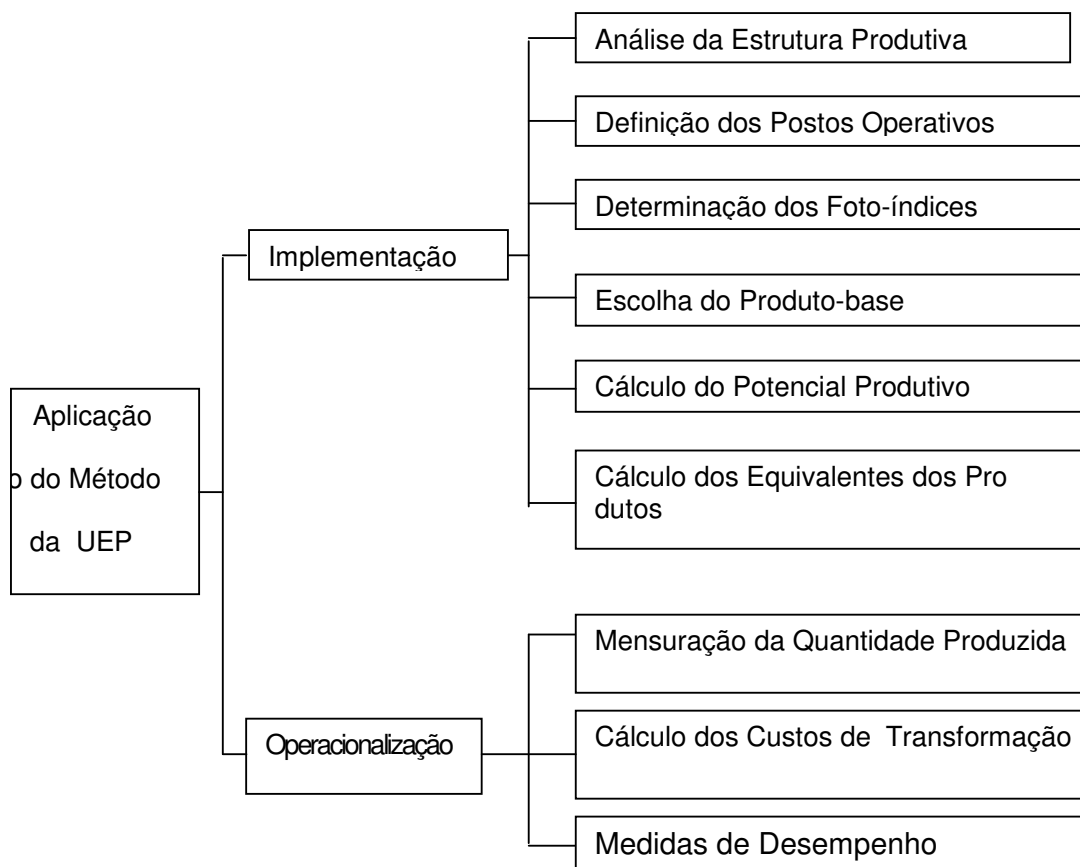 Aplicação
o do Método
da UEP
Implementação
Análise da Estrutura Produtiva
Definição dos Postos Operativos
Determinação dos Foto-índices
Escolha do Produto-base
Cálculo do Potencial Produtivo
Cálculo dos Equivalentes dos Pro
dutos
Operacionalização
Mensuração da Quantidade Produzida
Cálculo dos Custos de Transformação
Medidas de Desempenho